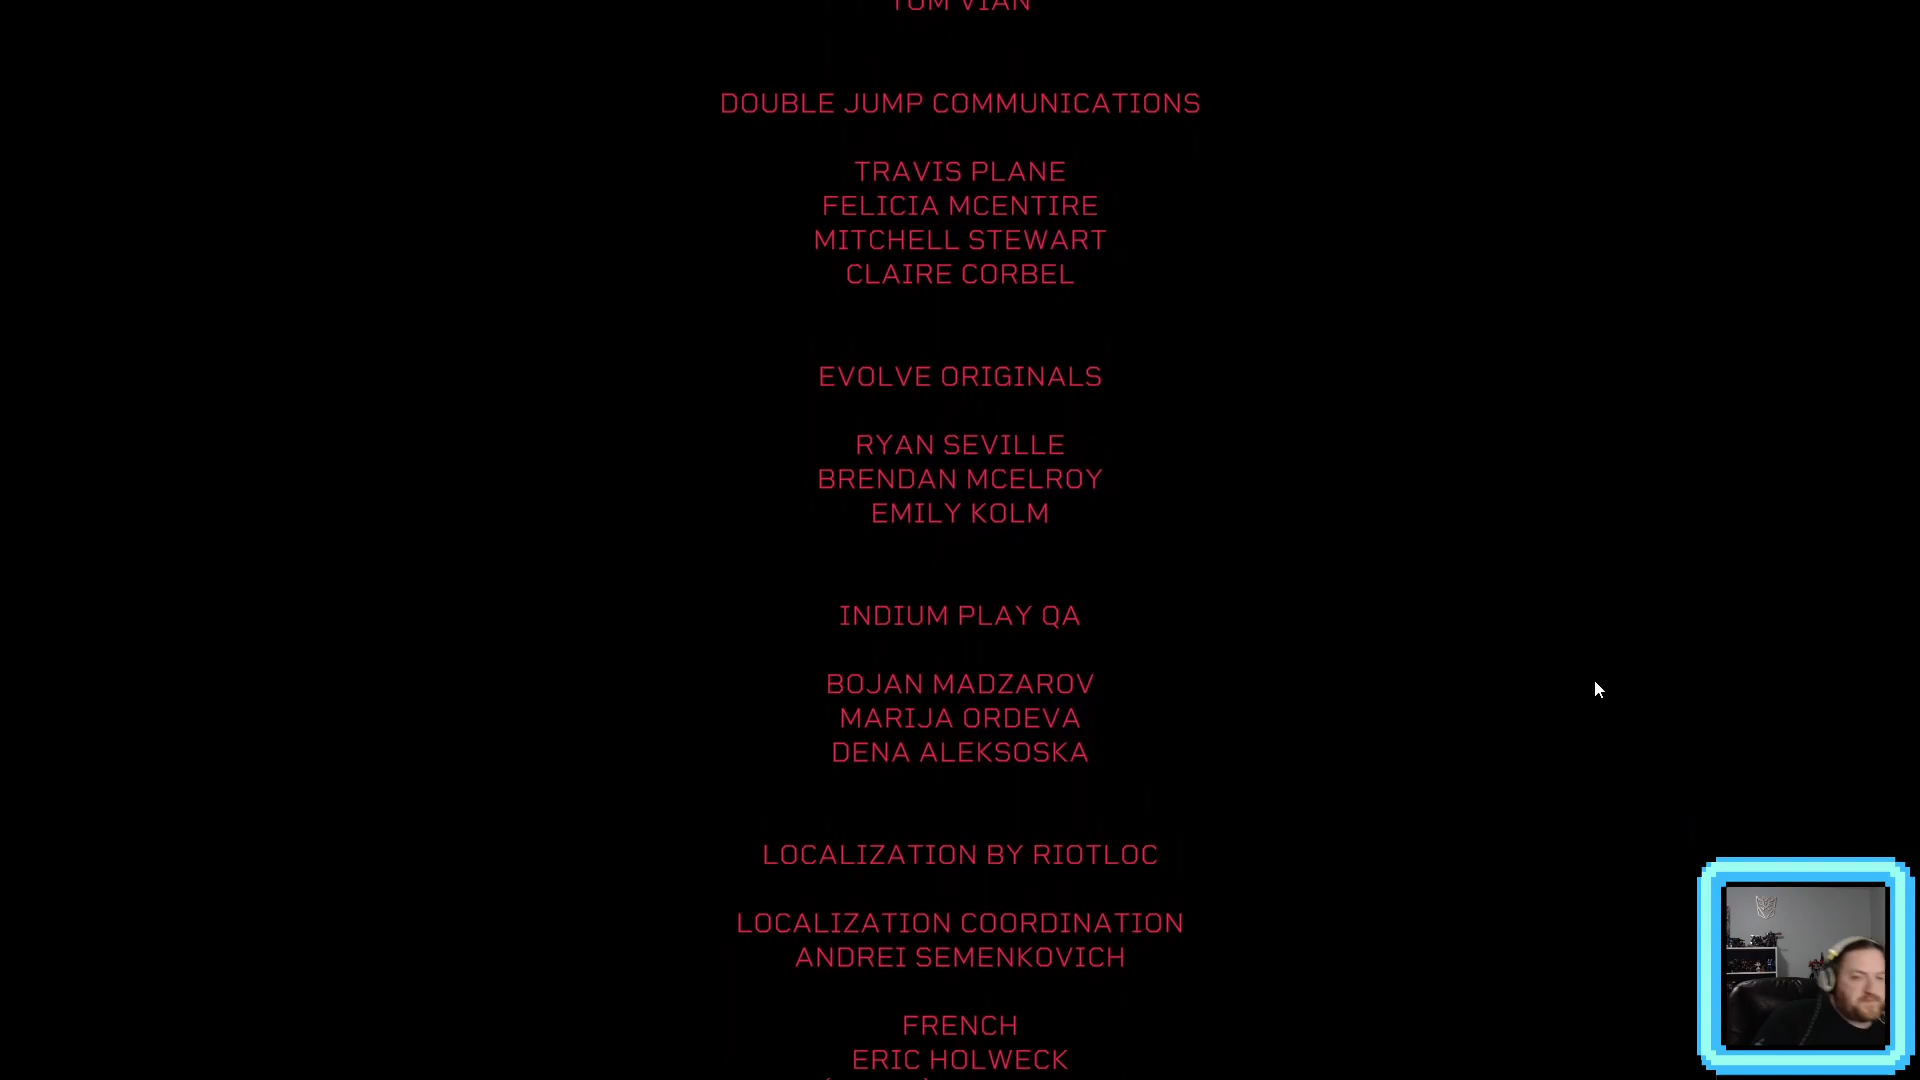 TOM VIAN
DOUBLE JUMP COMMUNICATIONS
TRAVIS PLANE
FELICIA MCENTIRE
MITCHELL STEWART
CLAIRE CORBEL
EVOLVE ORIGINALS
RYAN SEVILLE
BRENDAN MCELROY
EMILY KOLM
INDIUM PLAY QA
BOJAN MADZAROV
MARIJA ORDEVA
DENA ALEKSOSKA
LOCALIZATION BY RIOTLOC
LOCALIZATION COORDINATION
ANDREI SEMENKOVICH
FRENCH
ERIC HOLWECK